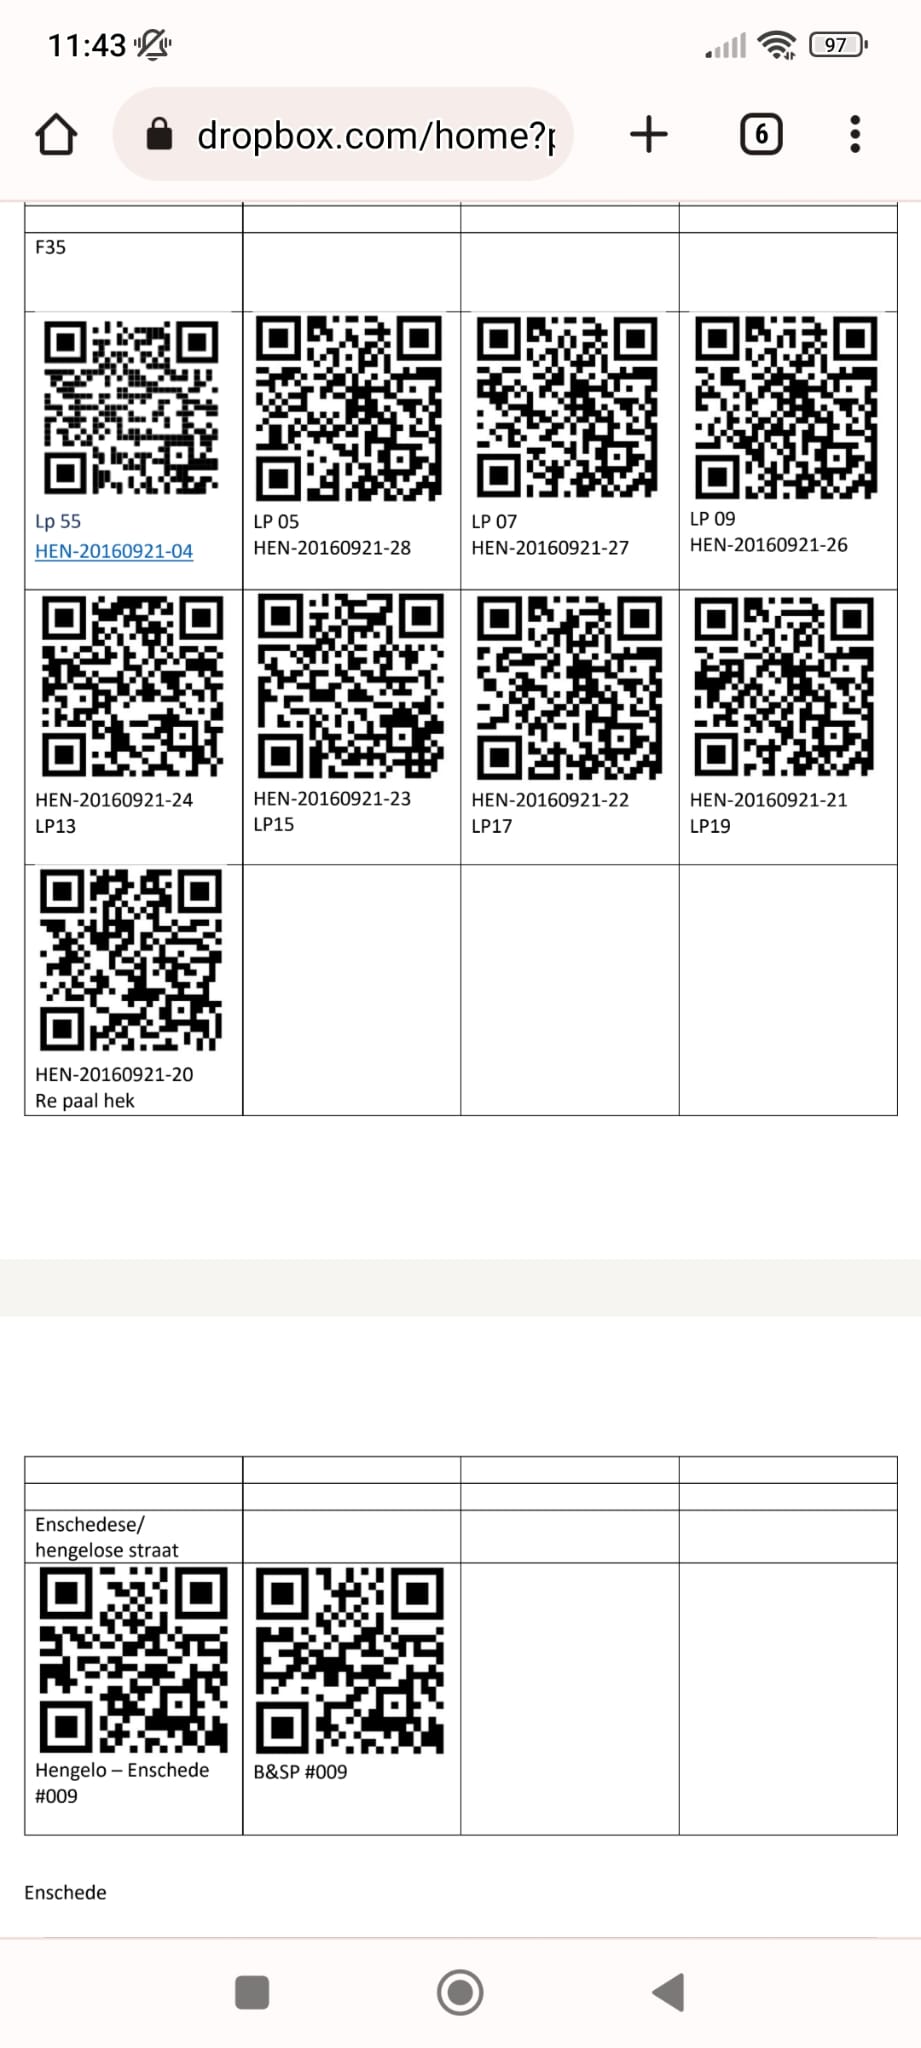 11:43
97
dropbox.com/home?
6
F35
Lp 55
HEN-20160921-04
LP 05
HEN-20160921-28
LP 07
HEN-20160921-27
LP 09
HEN-20160921-26
HEN-20160921-24
LP13
HEN-20160921-23
LP15
HEN-20160921-22
LP17
HEN-20160921-21
LP19
HEN-20160921-20
Re paal hek
Enschedese/
hengelose straat
Hengelo – Enschede
#009
B&SP #009
Enschede